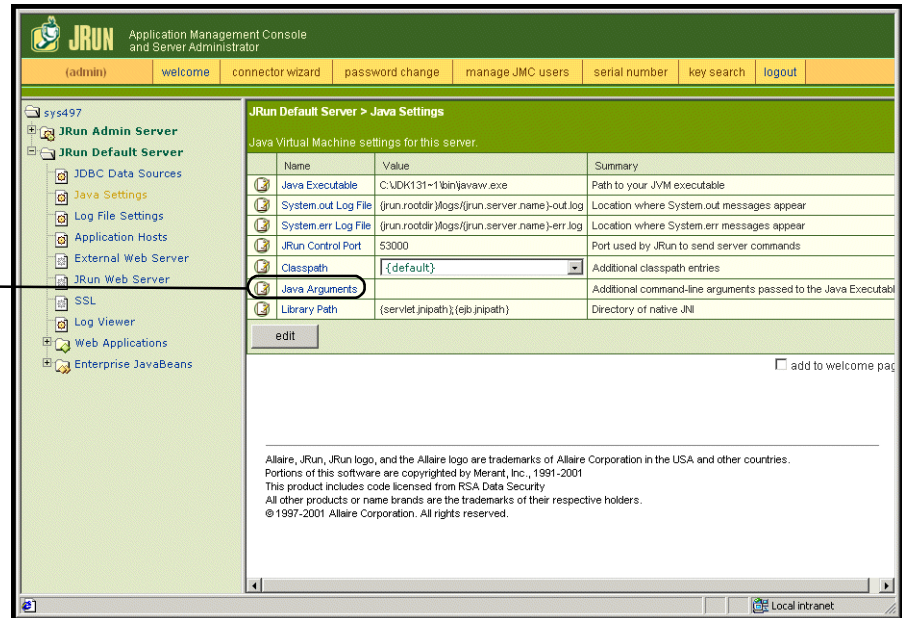 JRUN Application Management Console
and Server Administrator
(admin) welcome connector wizard password change manage JMC users serial number key search logout
sys497
JRun Admin Server
JRun Default Server
JDBC Data Sources
Java Settings
Log File Settings
Application Hosts
External Web Server
JRun Web Server
SSL
Log Viewer
Web Applications
Enterprise JavaBeans
JRun Default Server > Java Settings
Java Virtual Machine settings for this server.
Name Value Summary
Java Executable C:\JDK131~1\bin\javaw.exe Path to your JVM executable
System.out Log File {jrun.rootdir}/logs/{jrun.server.name}-out.log Location where System.out messages appear
System.err Log File {jrun.rootdir}/logs/{jrun.server.name}-err.log Location where System.err messages appear
JRun Control Port 53000 Port used by JRun to send server commands
Classpath {default} Additional classpath entries
Java Arguments Additional command-line arguments passed to the Java Executabl
Library Path {servlet.jnipath};{ejb.jnipath} Directory of native JNI
edit
add to welcome pag
Allaire, JRun, JRun logo, and the Allaire logo are trademarks of Allaire Corporation in the USA and other countries.
Portions of this software are copyrighted by Merant, Inc., 1991-2001
This product includes code licensed from RSA Data Security
All other products or name brands are the trademarks of their respective holders.
©1997-2001 Allaire Corporation. All rights reserved.
Local intranet